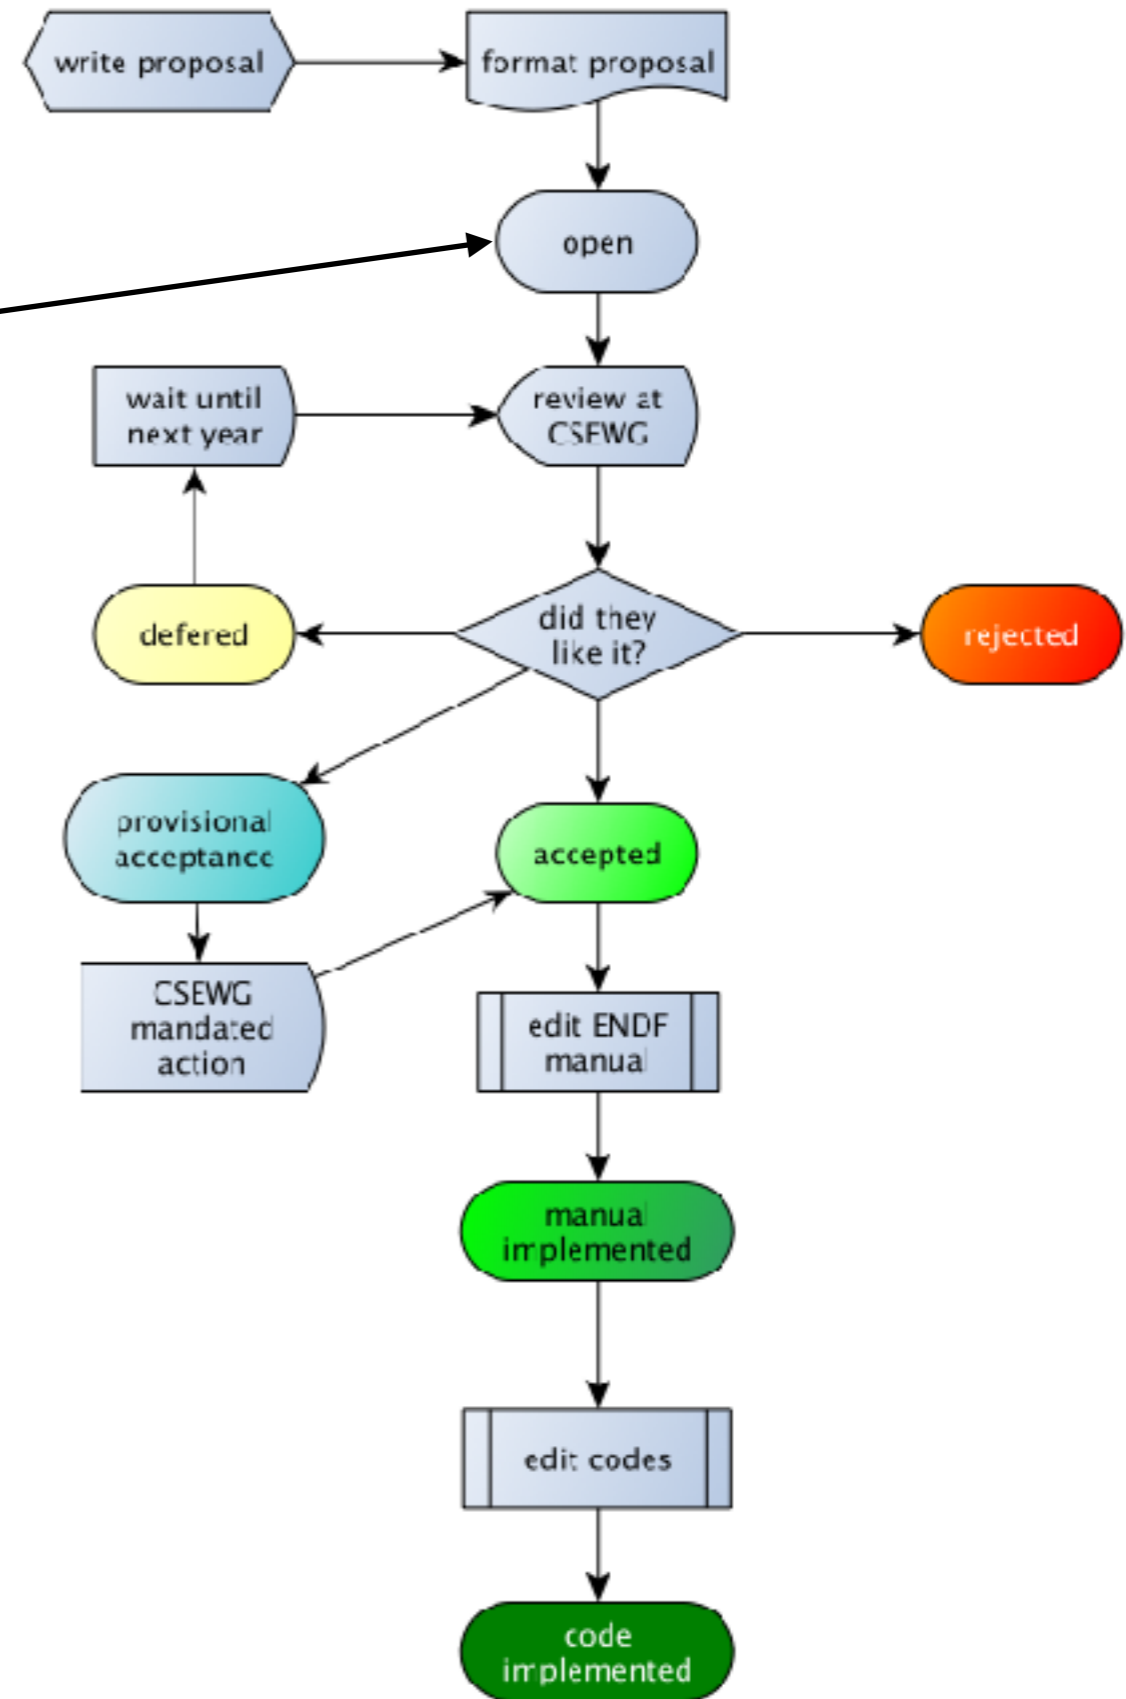 write proposal
format proposal
open
wait until
next year
review at
CSEWG
defered
did they
like it?
rejected
provisional
acceptance
accepted
CSEWG
mandated
action
edit ENDF
manual
manual
implemented
edit codes
code
implemented